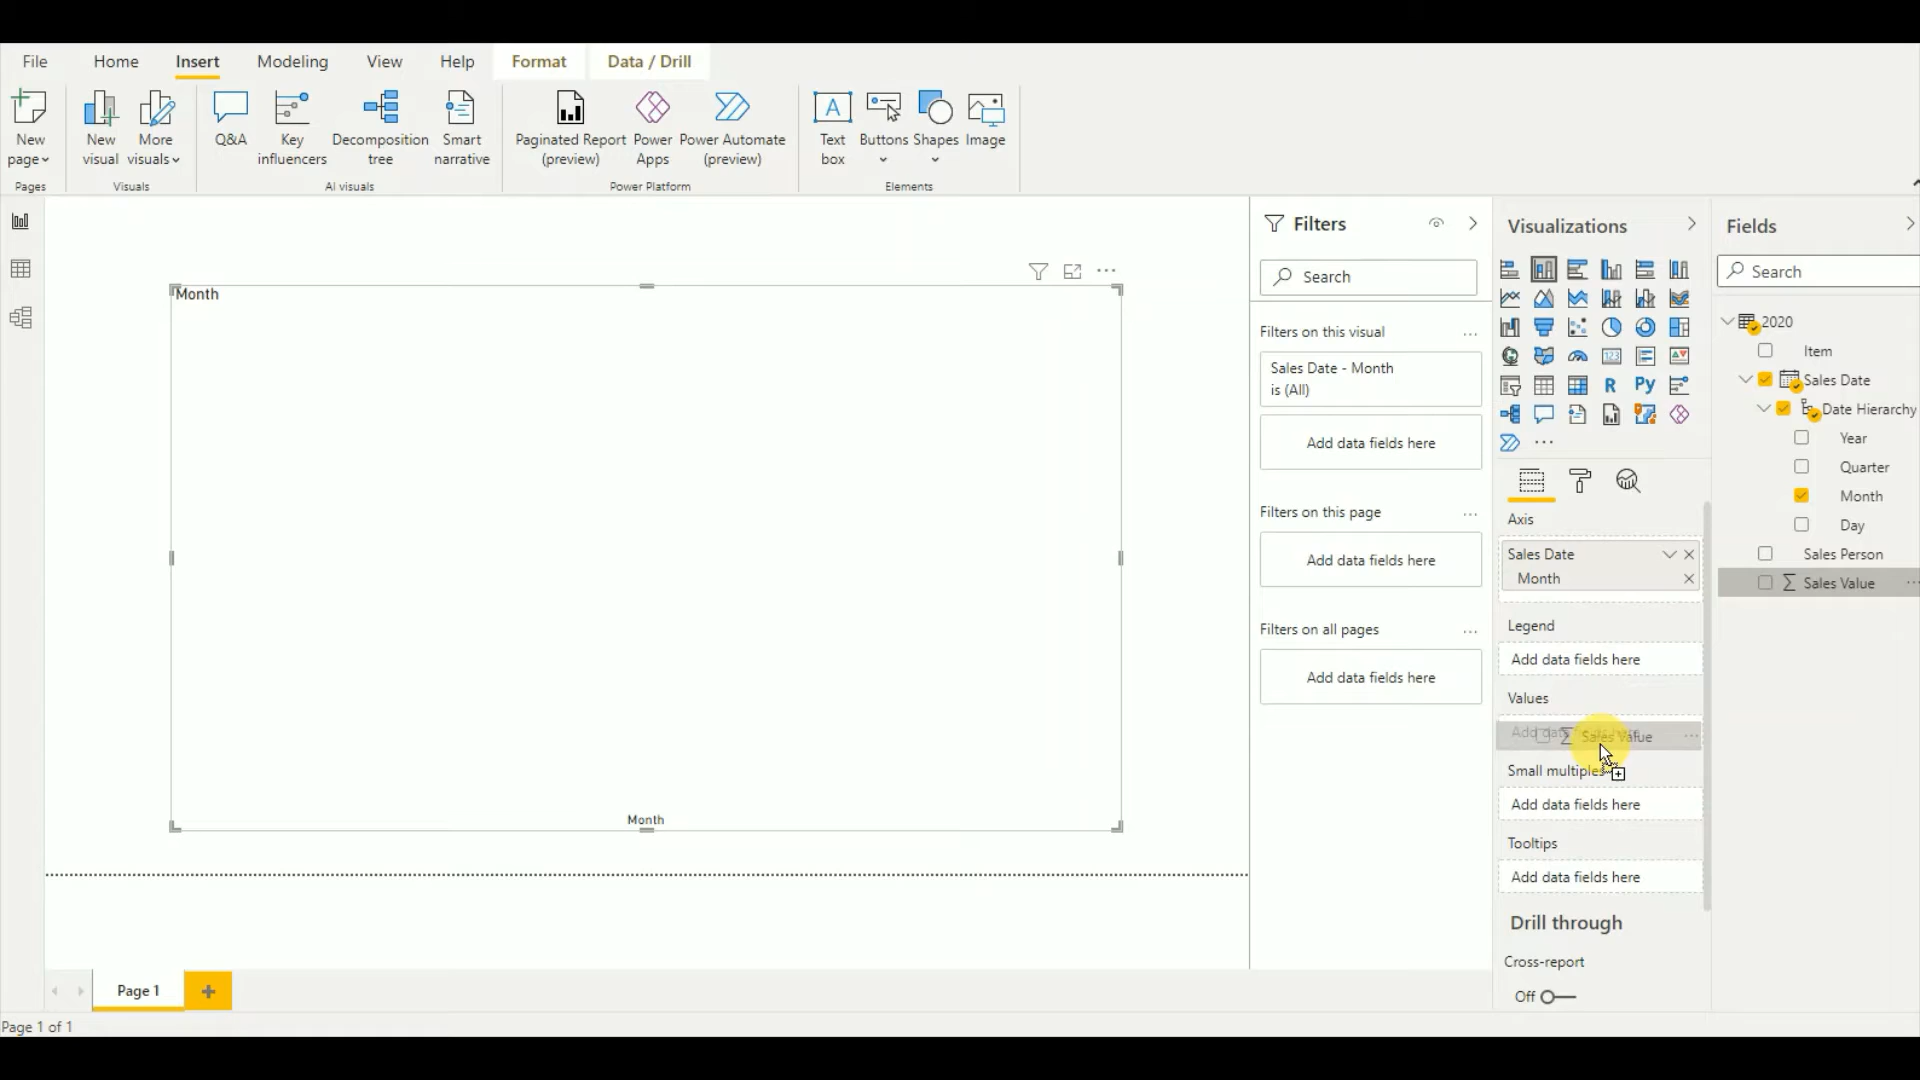 File Home Insert Modeling View Help Format Data / Drill
New page
New visual
More visuals
Q&A
Key influencers
Decomposition tree
Smart narrative
Paginated Report (preview)
Power Apps
Power Automate (preview)
Text box
Buttons
Shapes
Image
Pages
Visuals
AI visuals
Power Platform
Elements
Month
Month
Filters
Search
Filters on this visual
Sales Date - Month
is (All)
Add data fields here
Filters on this page
Add data fields here
Filters on all pages
Add data fields here
Visualizations
123
R
Py
Axis
Sales Date
Month
Legend
Add data fields here
Values
Add data fields here
Sales Value
Small multiples
Add data fields here
Tooltips
Add data fields here
Drill through
Cross-report
Off
Fields
Search
2020
Item
Sales Date
Date Hierarchy
Year
Quarter
Month
Day
Sales Person
Sales Value
Page 1
Page 1 of 1